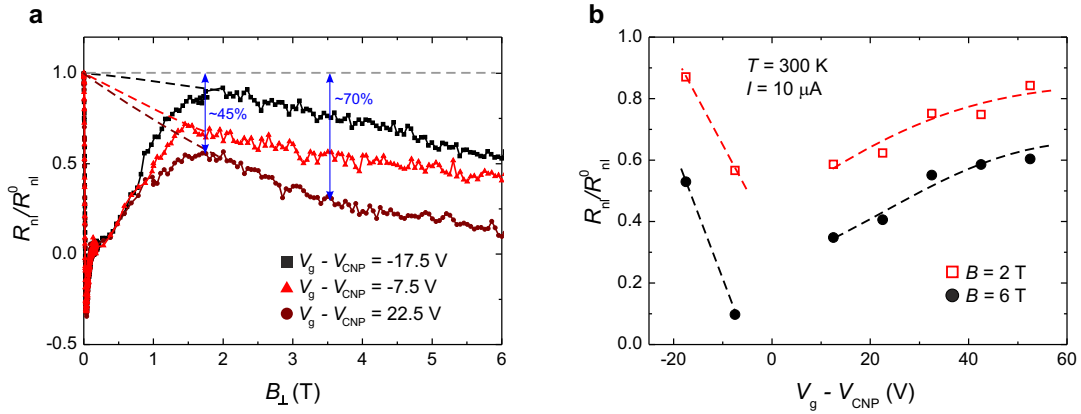 a
R_nl/R^0_nl
1.0
0.5
0.0
-0.5
~45%
~70%
V_g - V_CNP = -17.5 V
V_g - V_CNP = -7.5 V
V_g - V_CNP = 22.5 V
0 1 2 3 4 5 6
B_⊥ (T)
b
R_nl/R^0_nl
1.0
0.8
0.6
0.4
0.2
0.0
T = 300 K
I = 10 µA
B = 2 T
B = 6 T
-20 0 20 40 60
V_g - V_CNP (V)